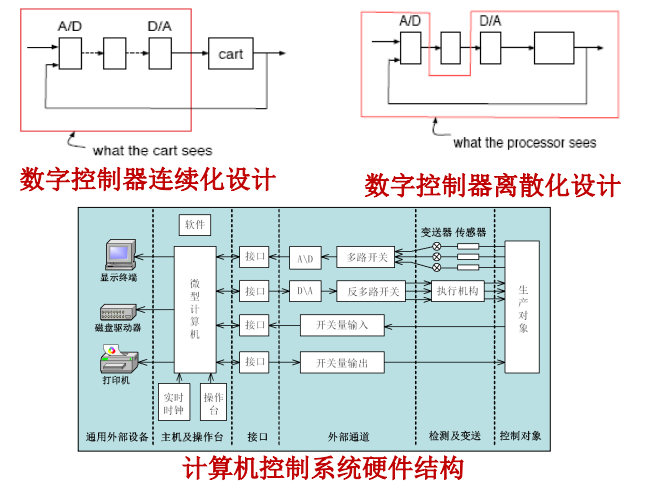 A/D
D/A
cart
what the cart sees
数字控制器连续化设计
A/D
D/A
what the processor sees
数字控制器离散化设计
软件
变送器 传感器
显示终端
微型计算机
接口
A\D
多路开关
接口
D\A
反多路开关
执行机构
生产对象
磁盘驱动器
接口
开关量输入
打印机
接口
开关量输出
实时时钟
操作台
通用外部设备
主机及操作台
接口
外部通道
检测及变送
控制对象
计算机控制系统硬件结构